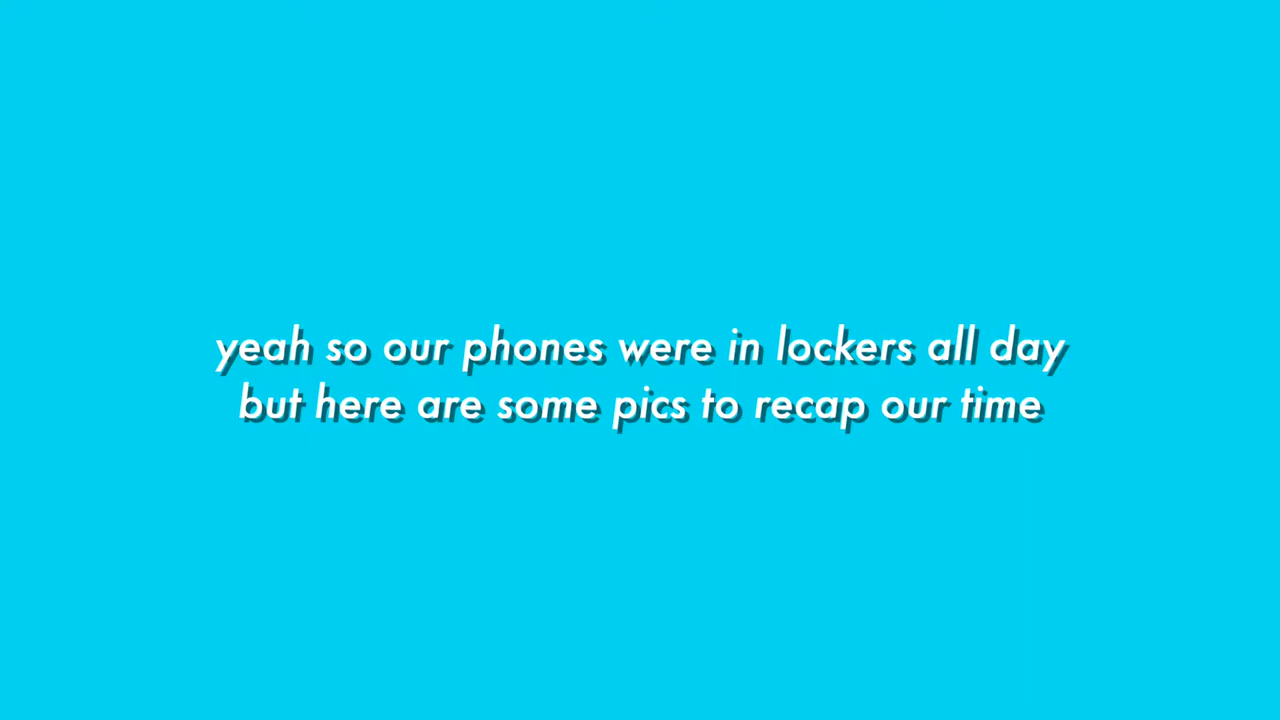 yeah so our phones were in lockers all day
but here are some pics to recap our time